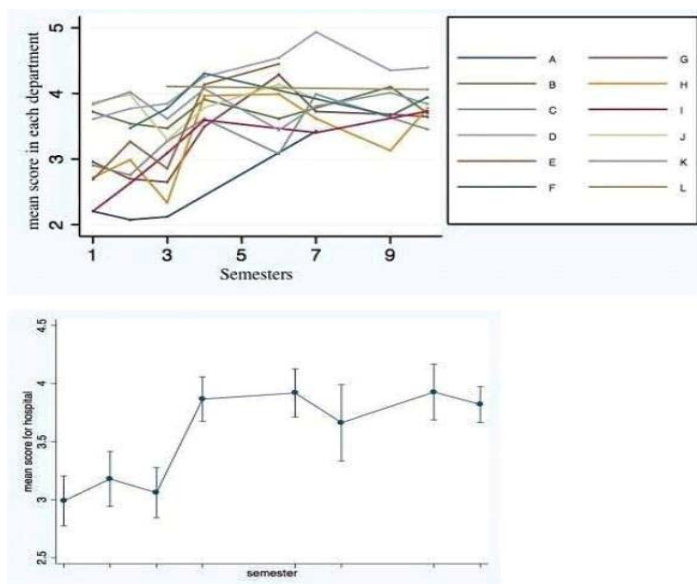 mean score in each department
5
4
3
2
1 3 5 7 9
Semesters
A G
B H
C I
D J
E K
F L
mean score for hospital
4.5
4
3.5
3
2.5
semester